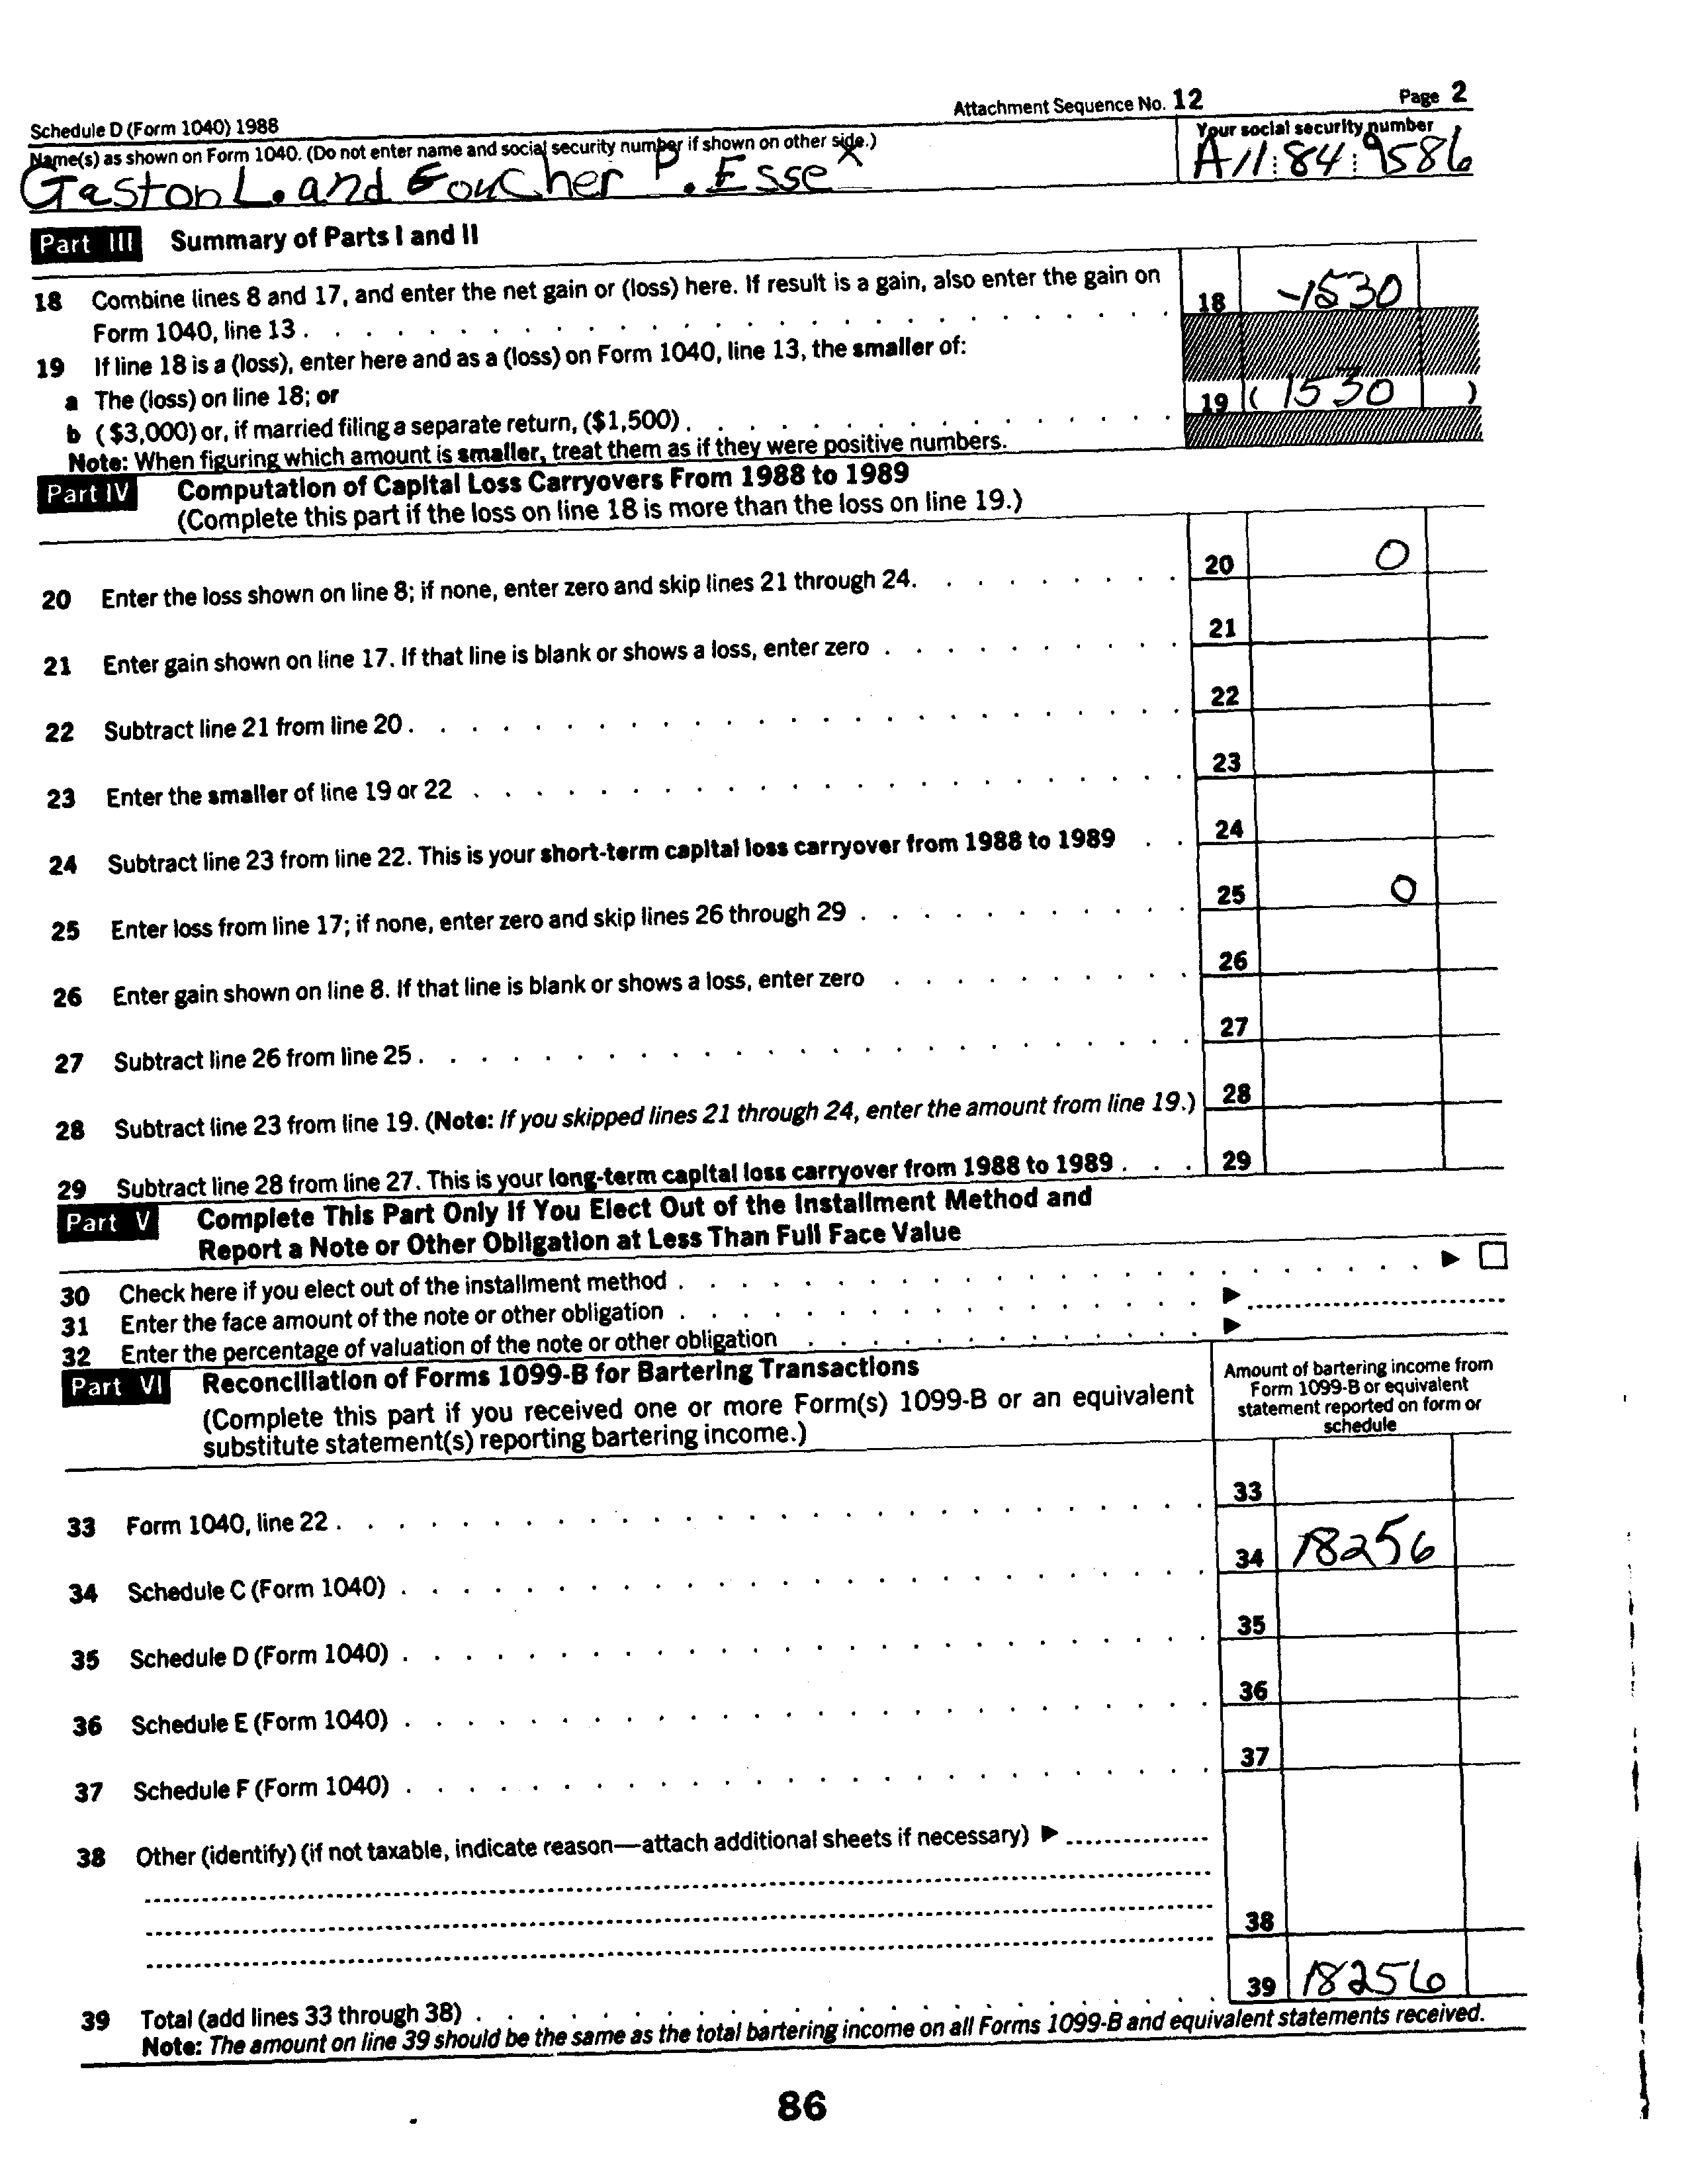 Schedule D (Form 1040) 1988 Attachment Sequence No. 12 Page 2
Name(s) as shown on Form 1040. (Do not enter name and social security number if shown on other side.) Your social security number
Gaston L. and Foucher P. Essex A11 84 9586
Part III Summary of Parts I and II
18 Combine lines 8 and 17, and enter the net gain or (loss) here. If result is a gain, also enter the gain on
Form 1040, line 13 . . . . 18 -1530
19 If line 18 is a (loss), enter here and as a (loss) on Form 1040, line 13, the smaller of:
a The (loss) on line 18; or
b ($3,000) or, if married filing a separate return, ($1,500) . . . . 19 ( 1530 )
Note: When figuring which amount is smaller, treat them as if they were positive numbers.
Part IV Computation of Capital Loss Carryovers From 1988 to 1989
(Complete this part if the loss on line 18 is more than the loss on line 19.)
20 Enter the loss shown on line 8; if none, enter zero and skip lines 21 through 24. . . . . 20 0
21 Enter gain shown on line 17. If that line is blank or shows a loss, enter zero . . . . 21
22 Subtract line 21 from line 20 . . . . 22
23 Enter the smaller of line 19 or 22 . . . . 23
24 Subtract line 23 from line 22. This is your short-term capital loss carryover from 1988 to 1989 . . 24
25 Enter loss from line 17; if none, enter zero and skip lines 26 through 29 . . . . 25 0
26 Enter gain shown on line 8. If that line is blank or shows a loss, enter zero . . . . 26
27 Subtract line 26 from line 25 . . . . 27
28 Subtract line 23 from line 19. (Note: If you skipped lines 21 through 24, enter the amount from line 19.) 28
29 Subtract line 28 from line 27. This is your long-term capital loss carryover from 1988 to 1989 . . . 29
Part V Complete This Part Only If You Elect Out of the Installment Method and
Report a Note or Other Obligation at Less Than Full Face Value
30 Check here if you elect out of the installment method . . . . ▶ ☐
31 Enter the face amount of the note or other obligation . . . . ▶
32 Enter the percentage of valuation of the note or other obligation . . . . ▶
Part VI Reconciliation of Forms 1099-B for Bartering Transactions
(Complete this part if you received one or more Form(s) 1099-B or an equivalent
substitute statement(s) reporting bartering income.)
Amount of bartering income from
Form 1099-B or equivalent
statement reported on form or
schedule
33 Form 1040, line 22 . . . . 33
34 Schedule C (Form 1040) . . . . 34 18256
35 Schedule D (Form 1040) . . . . 35
36 Schedule E (Form 1040) . . . . 36
37 Schedule F (Form 1040) . . . . 37
38 Other (identify) (if not taxable, indicate reason—attach additional sheets if necessary) ▶
38
39 Total (add lines 33 through 38) . . . . 39 18256
Note: The amount on line 39 should be the same as the total bartering income on all Forms 1099-B and equivalent statements received.
86